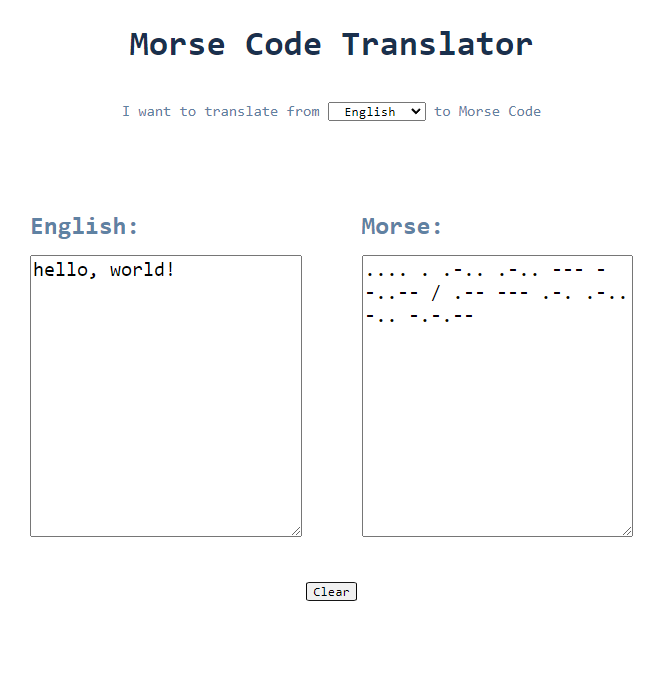 Morse Code Translator
I want to translate from English to Morse Code
English:
Morse:
hello, world!
.... . .-.. .-.. --- -
-..-- / .-- --- .-. .-..
-.. -.-.--
Clear